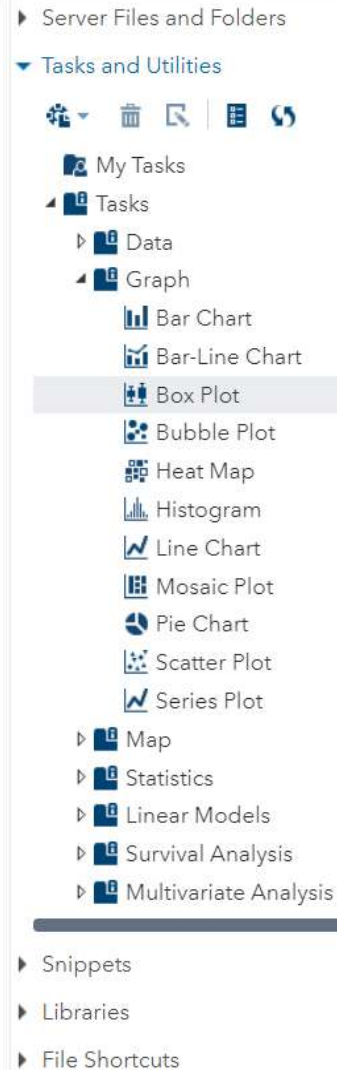 Server Files and Folders
Tasks and Utilities
My Tasks
Tasks
Data
Graph
Bar Chart
Bar-Line Chart
Box Plot
Bubble Plot
Heat Map
Histogram
Line Chart
Mosaic Plot
Pie Chart
Scatter Plot
Series Plot
Map
Statistics
Linear Models
Survival Analysis
Multivariate Analysis
Snippets
Libraries
File Shortcuts